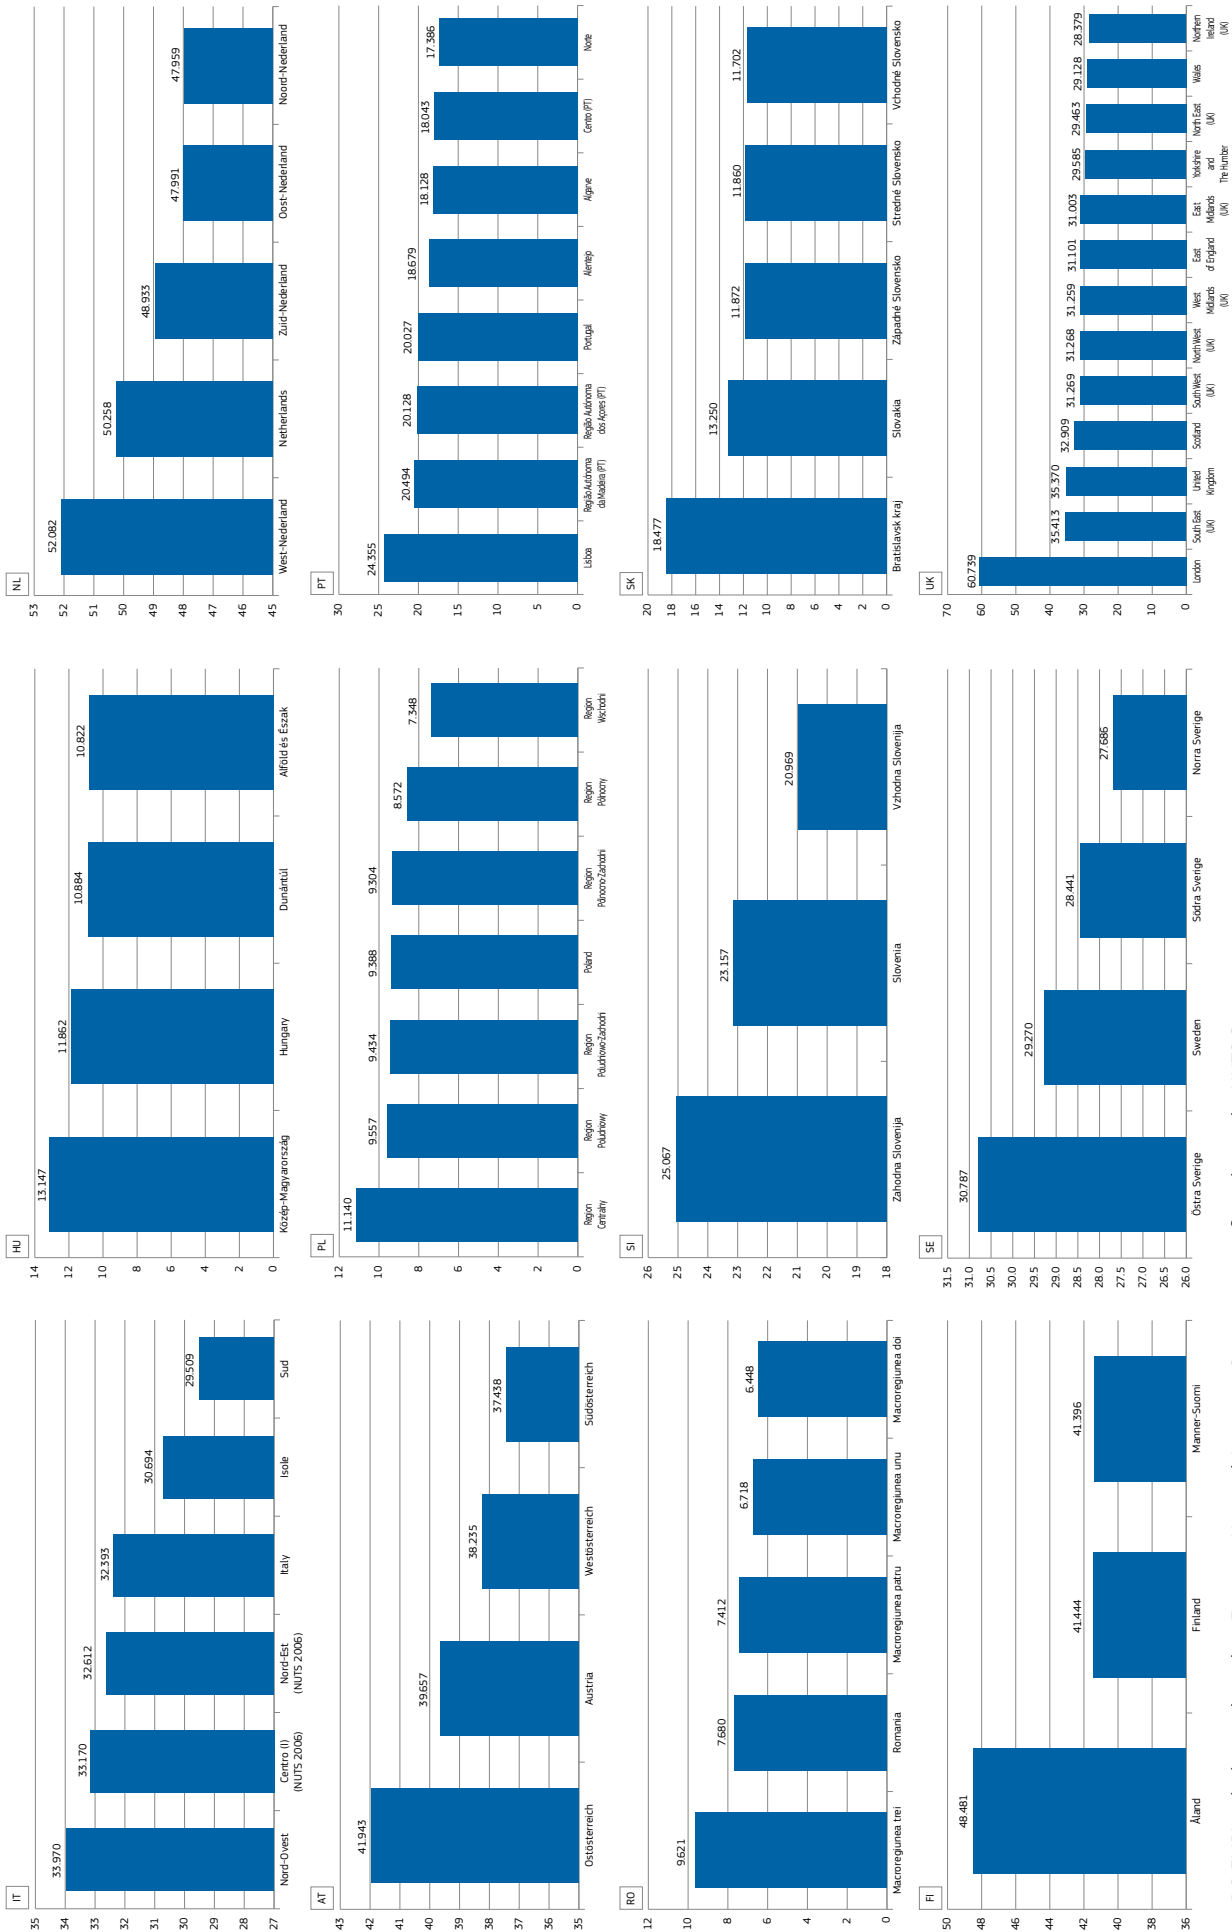 IT
35
34
33
32
31
30
29
28
27
33.970
33.170
32.612
32.393
30.694
29.509
Nord-Ovest
Centro (I)
(NUTS 2006)
Nord-Est
(NUTS 2006)
Italy
Isole
Sud
HU
14
12
10
8
6
4
2
0
13.147
11.862
10.884
10.822
Közép-Magyarország
Hungary
Dunántúl
Alföld és Észak
NL
53
52
51
50
49
48
47
46
45
52.082
50.258
48.933
47.991
47.959
West-Nederland
Netherlands
Zuid-Nederland
Oost-Nederland
Noord-Nederland
AT
43
42
41
40
39
38
37
36
35
41.943
39.657
38.235
37.438
Ostösterreich
Austria
Westösterreich
Südösterreich
PL
12
10
8
6
4
2
0
11.140
9.557
9.434
9.388
9.304
8.572
7.348
Region
Centralny
Region
Poludniowy
Region
Poludniowo-Zachodni
Poland
Region
Pólnocno-Zachodni
Region
Pólnocny
Region
Wschodni
PT
30
25
20
15
10
5
0
24.355
20.494
20.128
20.027
18.679
18.128
18.043
17.386
Lisboa
Região Autónoma
da Madeira (PT)
Região Autónoma
dos Açores (PT)
Portugal
Alentejo
Algarve
Centro (PT)
Norte
RO
12
10
8
6
4
2
0
9.621
7.680
7.412
6.718
6.448
Macroregiunea trei
Romania
Macroregiunea patru
Macroregiunea unu
Macroregiunea doi
SI
26
25
24
23
22
21
20
19
18
25.067
23.157
20.969
Zahodna Slovenija
Slovenia
Vzhodna Slovenija
SK
20
18
16
14
12
10
8
6
4
2
0
18.477
13.250
11.872
11.860
11.702
Bratislavsk kraj
Slovakia
Západné Slovensko
Stredné Slovensko
Vchodné Slovensko
FI
50
48
46
44
42
40
38
36
48.481
41.444
41.396
Åland
Finland
Manner-Suomi
SE
31.5
31.0
30.5
30.0
29.5
29.0
28.5
28.0
27.5
27.0
26.5
26.0
30.787
29.270
28.441
27.686
Östra Sverige
Sweden
Södra Sverige
Norra Sverige
UK
70
60
50
40
30
20
10
0
60.739
35.413
35.370
32.909
31.269
31.268
31.259
31.101
31.003
29.585
29.463
29.128
28.379
London
South East
(UK)
United
Kingdom
Scotland
South West
(UK)
North West
(UK)
West
Midlands
(UK)
East
of England
East
Midlands
(UK)
Yorkshire
and
The Humber
North East
(UK)
Wales
Northern
Ireland
(UK)